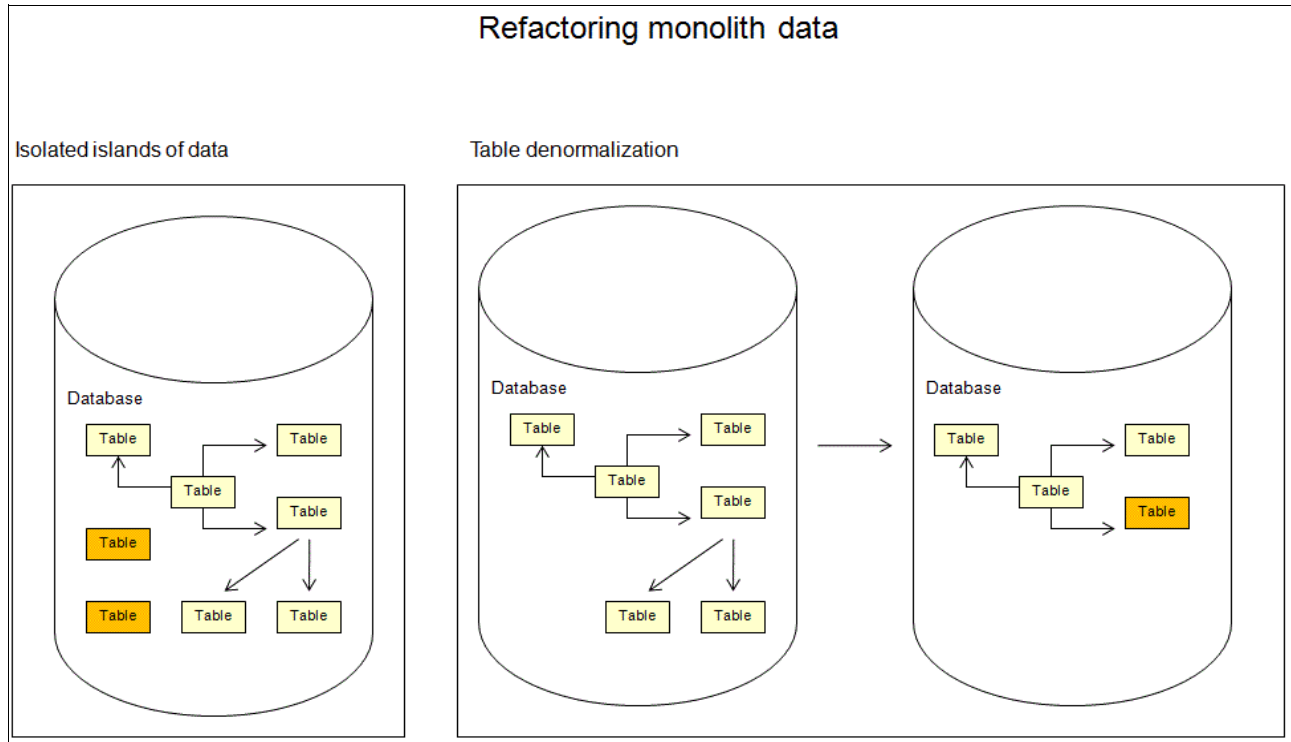 Refactoring monolith data
Isolated islands of data
Table denormalization
Database
Table
Table
Table
Table
Table
Table
Table
Table
Database
Table
Table
Table
Table
Table
Table
Database
Table
Table
Table
Table